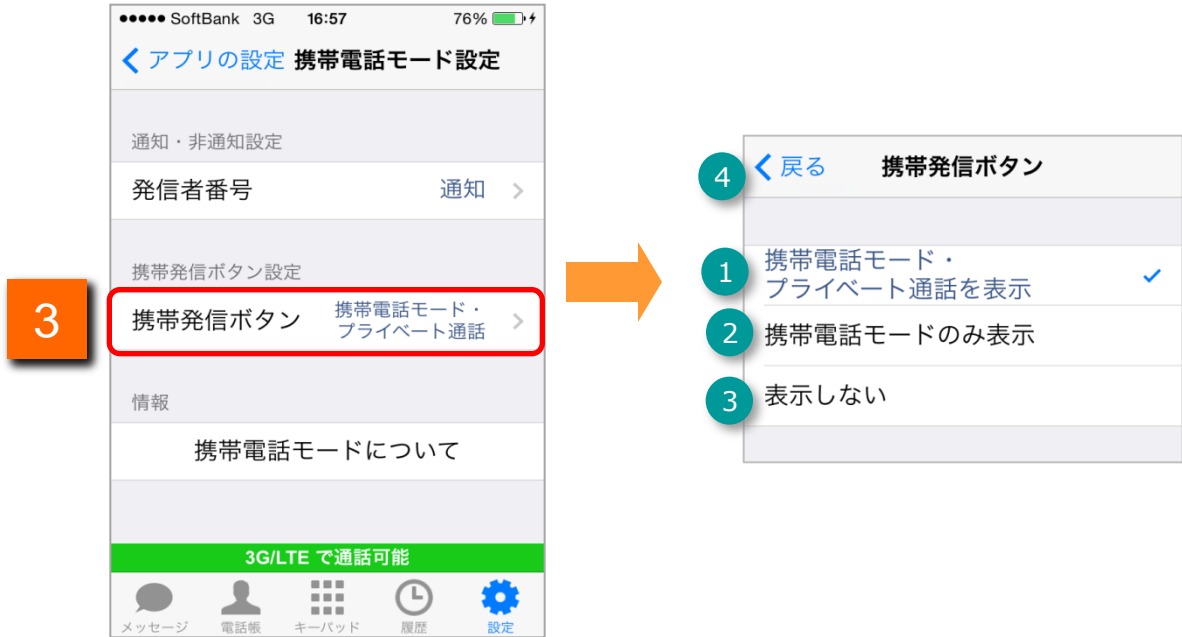 SoftBank 3G 16:57 76%
アプリの設定 携帯電話モード設定
通知・非通知設定
発信者番号 通知
携帯発信ボタン設定
3
携帯発信ボタン 携帯電話モード・
プライベート通話
情報
携帯電話モードについて
3G/LTE で通話可能
メッセージ 電話帳 キーパッド 履歴 設定
4 戻る 携帯発信ボタン
1 携帯電話モード・
プライベート通話を表示
2 携帯電話モードのみ表示
3 表示しない